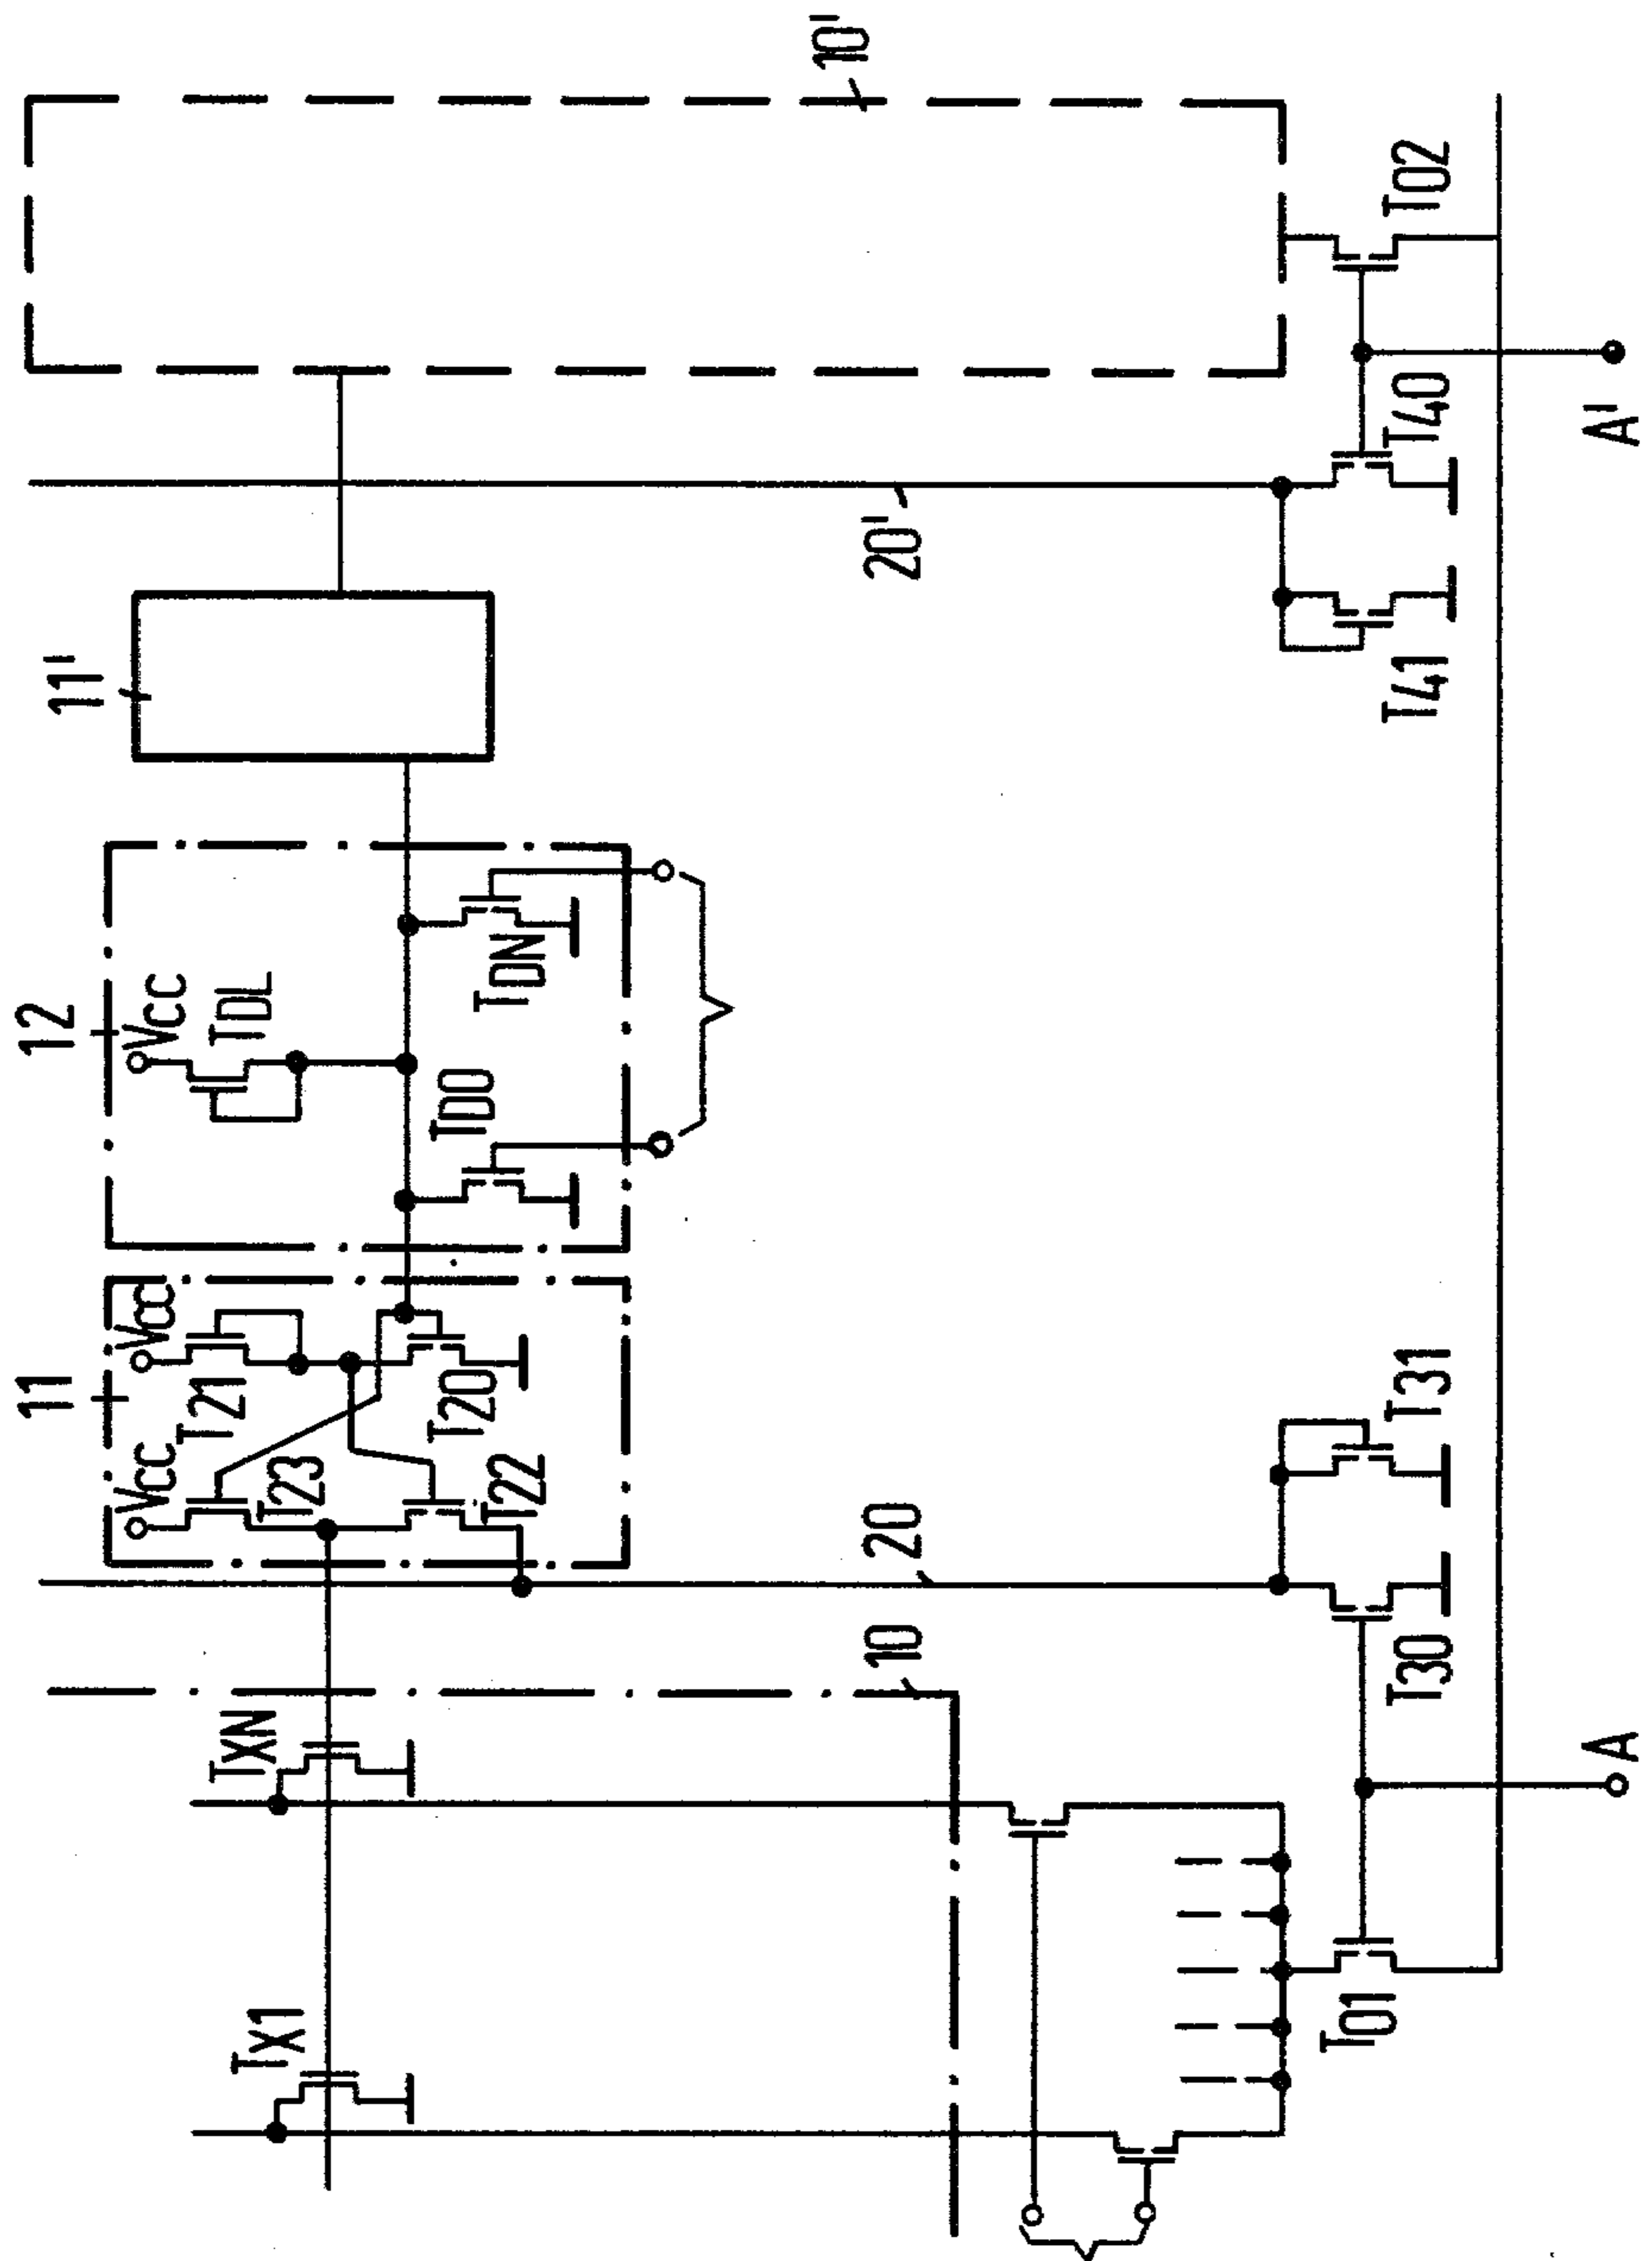 11
12
11'
10'
VCC
VCC
VCC
T21
T23
TDL
TXN
TX1
T20
T22
TD0
TDN
10
20
20'
T01
T30
T31
T41
T40
T02
A
A'